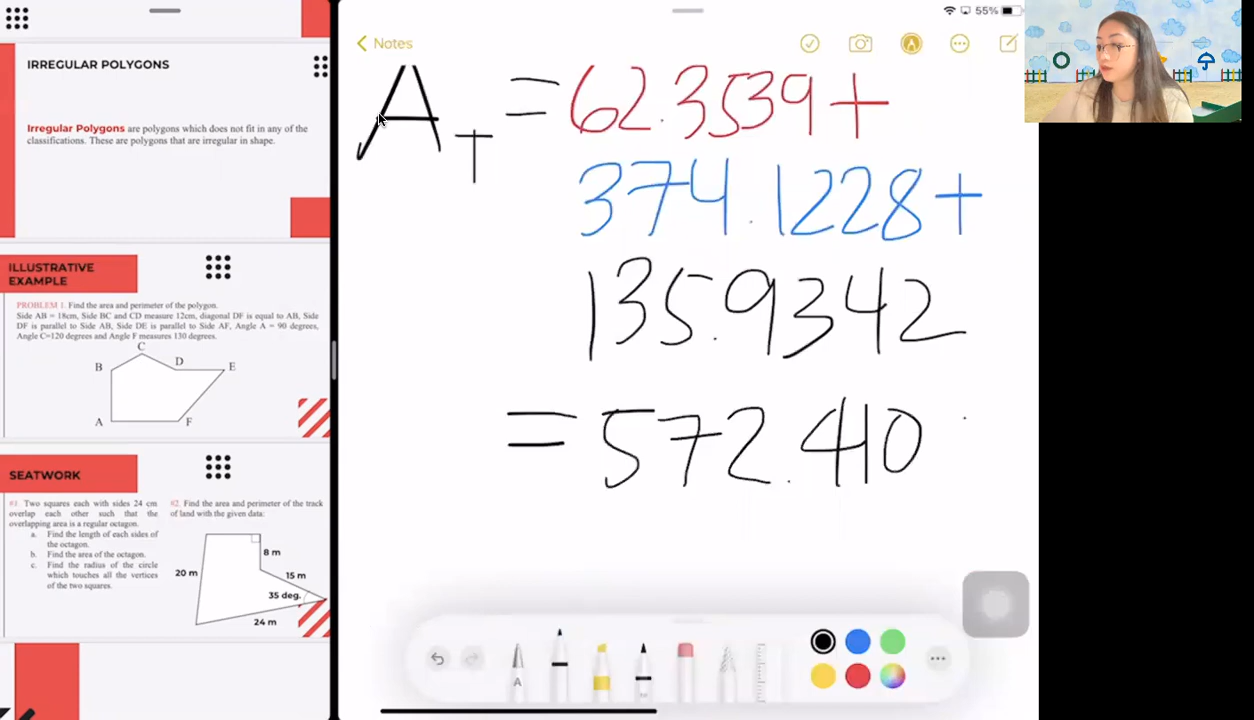 IRREGULAR POLYGONS
Irregular Polygons are polygons which does not fit in any of the
classifications. These are polygons that are irregular in shape.
ILLUSTRATIVE
EXAMPLE
PROBLEM 1. Find the area and perimeter of the polygon.
Side AB = 18cm, Side BC and CD measure 12cm, diagonal DF is equal to AB, Side
DF is parallel to Side AB, Side DE is parallel to Side AF, Angle A = 90 degrees,
Angle C=120 degrees and Angle F measures 130 degrees.
C
B
D
E
A
F
SEATWORK
#1. Two squares each with sides 24 cm
overlap each other such that the
overlapping area is a regular octagon.
a. Find the length of each sides of
the octagon.
b. Find the area of the octagon.
c. Find the radius of the circle
which touches all the vertices
of the two squares.
#2. Find the area and perimeter of the track
of land with the given data:
8 m
20 m
15 m
35 deg.
24 m
55%
Notes
A_T = 62.3539+
374.1228+
135.9342
= 572.410
A